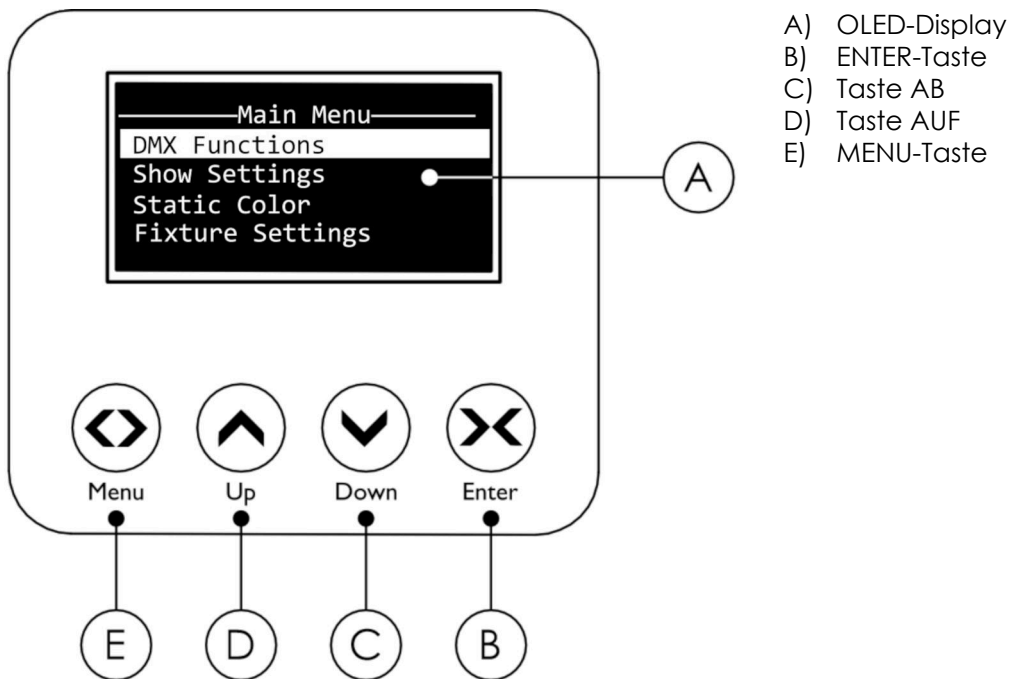 Main Menu
DMX Functions
Show Settings
Static Color
Fixture Settings
A
Menu
Up
Down
Enter
E
D
C
B
A) OLED-Display
B) ENTER-Taste
C) Taste AB
D) Taste AUF
E) MENU-Taste